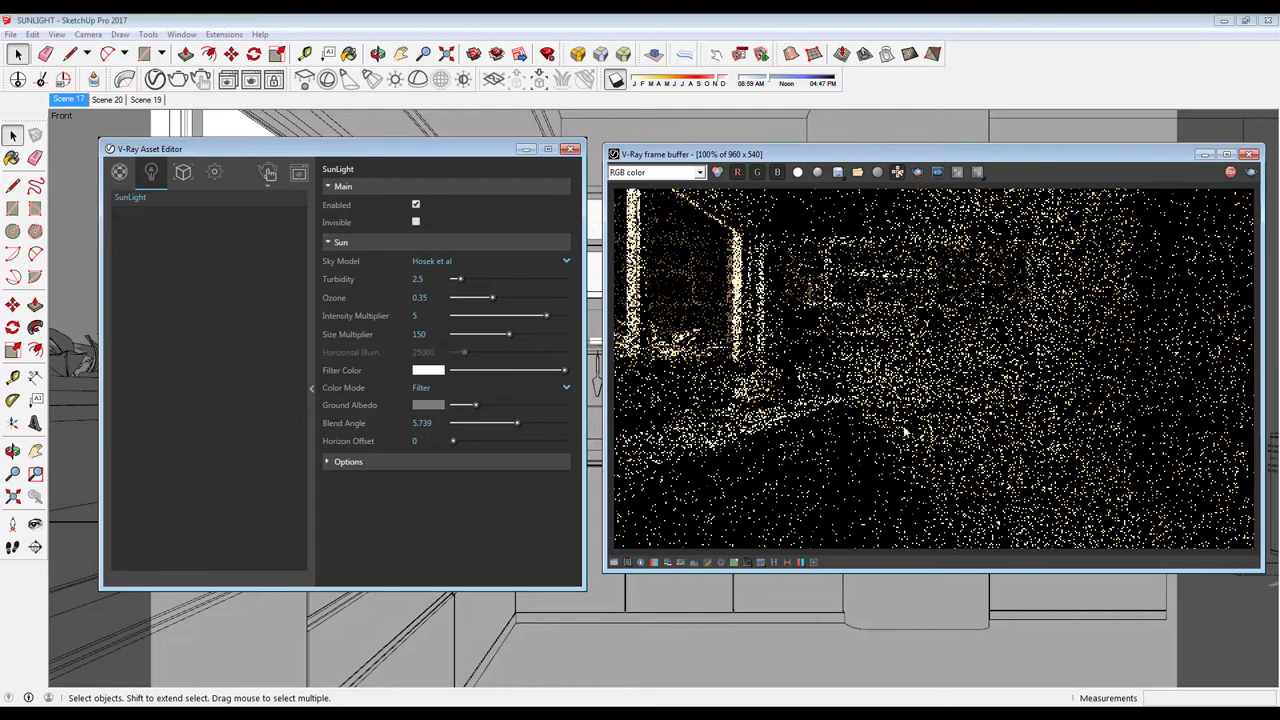 SUNLIGHT - SketchUp Pro 2017
File Edit View Camera Draw Tools Window Extensions Help
J F M A M J J A S O N D 08:59 AM Noon 04:47 PM
Scene 17 Scene 20 Scene 19
Front
V-Ray Asset Editor
SunLight
SunLight
Main
Enabled
Invisible
Sun
Sky Model Hosek et al
Turbidity 2.5
Ozone 0.35
Intensity Multiplier 5
Size Multiplier 150
Horizontal Illum. 25000
Filter Color
Color Mode Filter
Ground Albedo
Blend Angle 5.739
Horizon Offset 0
Options
V-Ray frame buffer - [100% of 960 x 540]
RGB color R G B
H
Select objects. Shift to extend select. Drag mouse to select multiple. Measurements